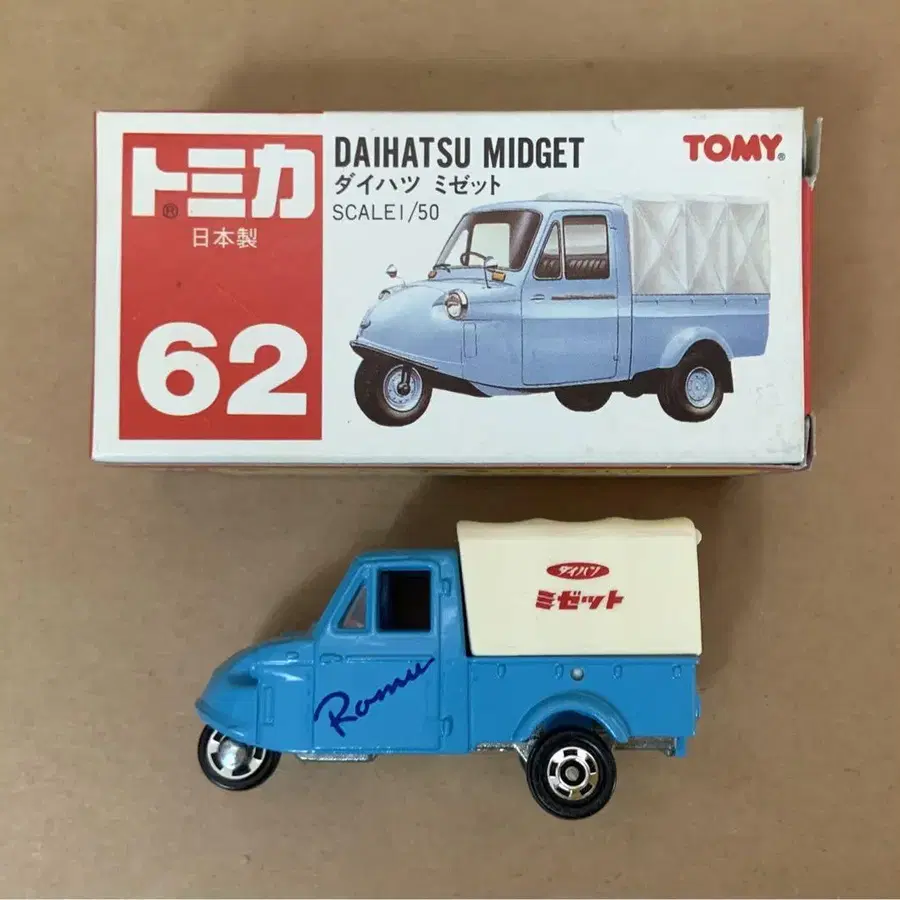 トミカ®
日本製
62
DAIHATSU MIDGET
ダイハツ ミゼット
SCALE1/50
TOMY®
ダイハツ
ミゼット
Romu